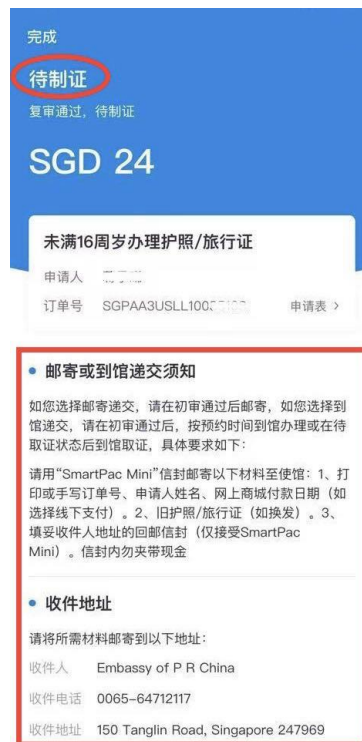 完成
待制证
复审通过，待制证
SGD 24
未满16周岁办理护照/旅行证
申请人
订单号 SGPAA3USLL100 申请表 >
邮寄或到馆递交须知
如您选择邮寄递交，请在初审通过后邮寄，如您选择到
馆递交，请在初审通过后，按预约时间到馆办理或在待
取证状态后到馆取证，具体要求如下：
请用“SmartPac Mini”信封邮寄以下材料至使馆：1、打
印或手写订单号、申请人姓名、网上商城付款日期（如
选择线下支付）。2、旧护照/旅行证（如换发）。3、
填妥收件人地址的回邮信封（仅接受SmartPac
Mini）。信封内勿夹带现金
收件地址
请将所需材料邮寄到以下地址：
收件人 Embassy of P R China
收件电话 0065-64712117
收件地址 150 Tanglin Road, Singapore 247969